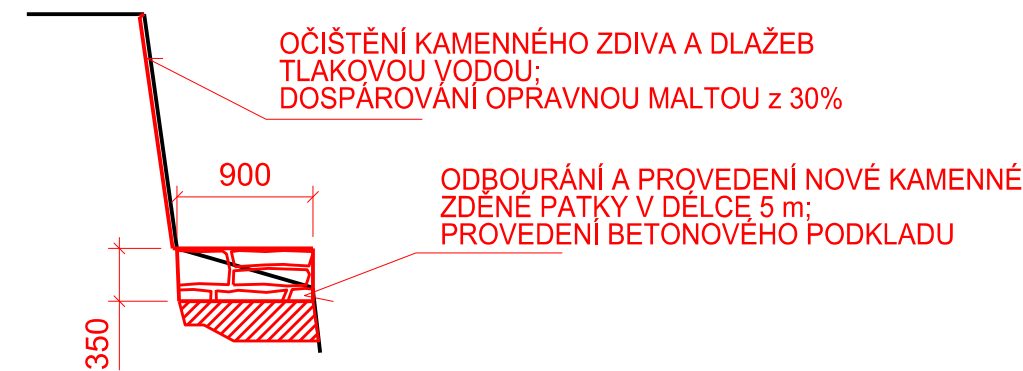 OČIŠTĚNÍ KAMENNÉHO ZDIVA A DLAŽEB
TLAKOVOU VODOU;
DOSPÁROVÁNÍ OPRAVNOU MALTOU z 30%
900
ODBOURÁNÍ A PROVEDENÍ NOVÉ KAMENNÉ
ZDĚNÉ PATKY V DÉLCE 5 m;
PROVEDENÍ BETONOVÉHO PODKLADU
350